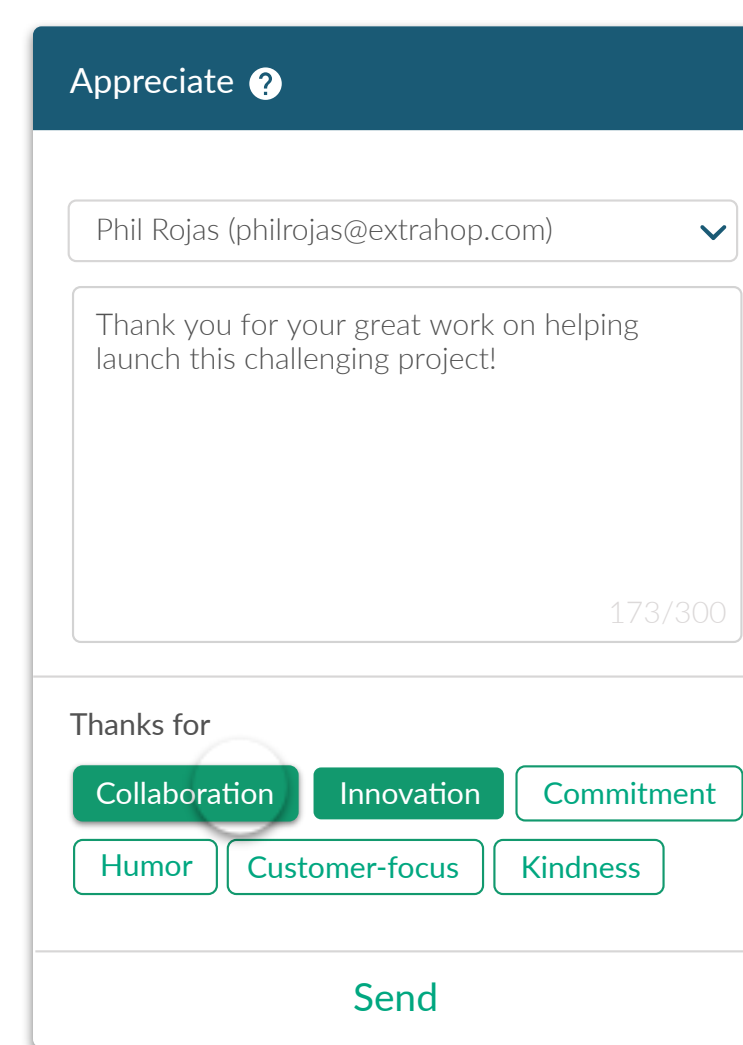 Appreciate ?
Phil Rojas (philrojas@extrahop.com)
Thank you for your great work on helping
launch this challenging project!
173/300
Thanks for
Collaboration Innovation Commitment
Humor Customer-focus Kindness
Send